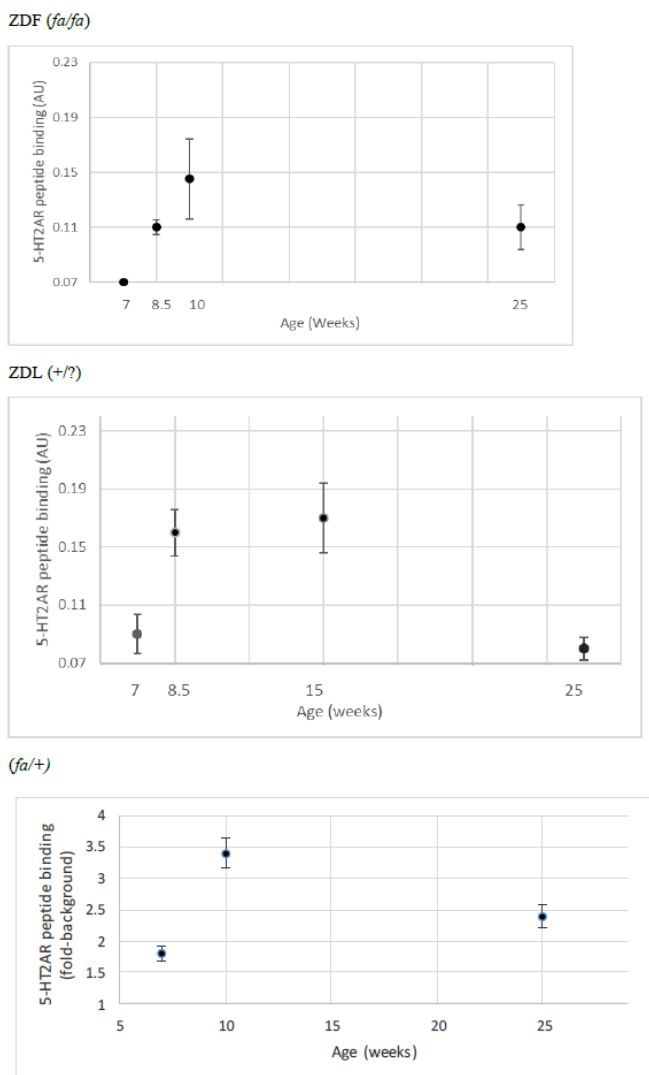 ZDF (fa/fa)
0.23
0.19
0.15
0.11
0.07
5-HT2AR peptide binding (AU)
7 8.5 10 25
Age (Weeks)
ZDL (+/?)
0.23
0.19
0.15
0.11
0.07
5-HT2AR peptide binding (AU)
7 8.5 15 25
Age (weeks)
(fa/+)
4
3.5
3
2.5
2
1.5
1
5-HT2AR peptide binding
(fold-background)
5 10 15 20 25
Age (weeks)